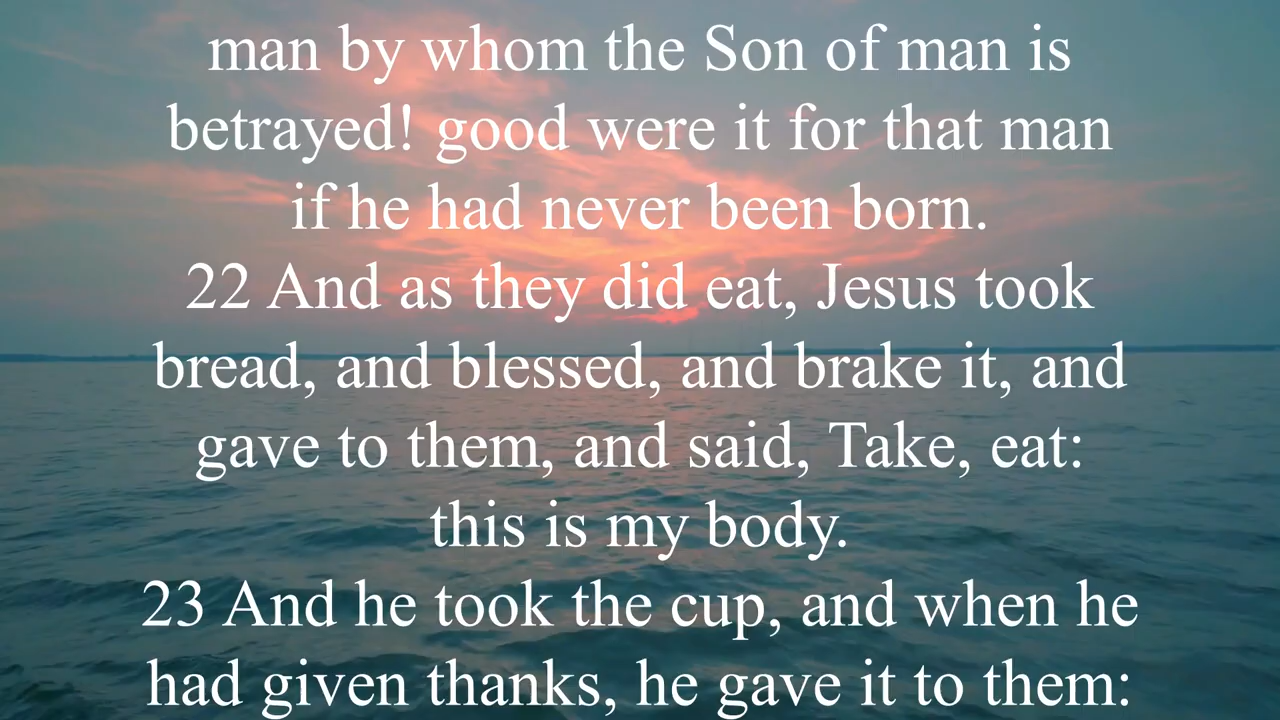 man by whom the Son of man is
betrayed! good were it for that man
if he had never been born.
22 And as they did eat, Jesus took
bread, and blessed, and brake it, and
gave to them, and said, Take, eat:
this is my body.
23 And he took the cup, and when he
had given thanks, he gave it to them: